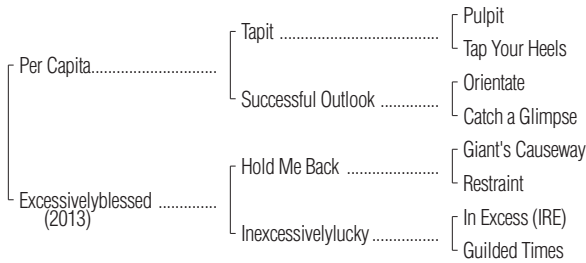 Pulpit
Tapit ......................................
Tap Your Heels
Per Capita..............................
Orientate
Successful Outlook ..............
Catch a Glimpse
Giant's Causeway
Hold Me Back ......................
Restraint
Excessivelyblessed ..............
(2013)
In Excess (IRE)
Inexcessivelylucky................
Guilded Times